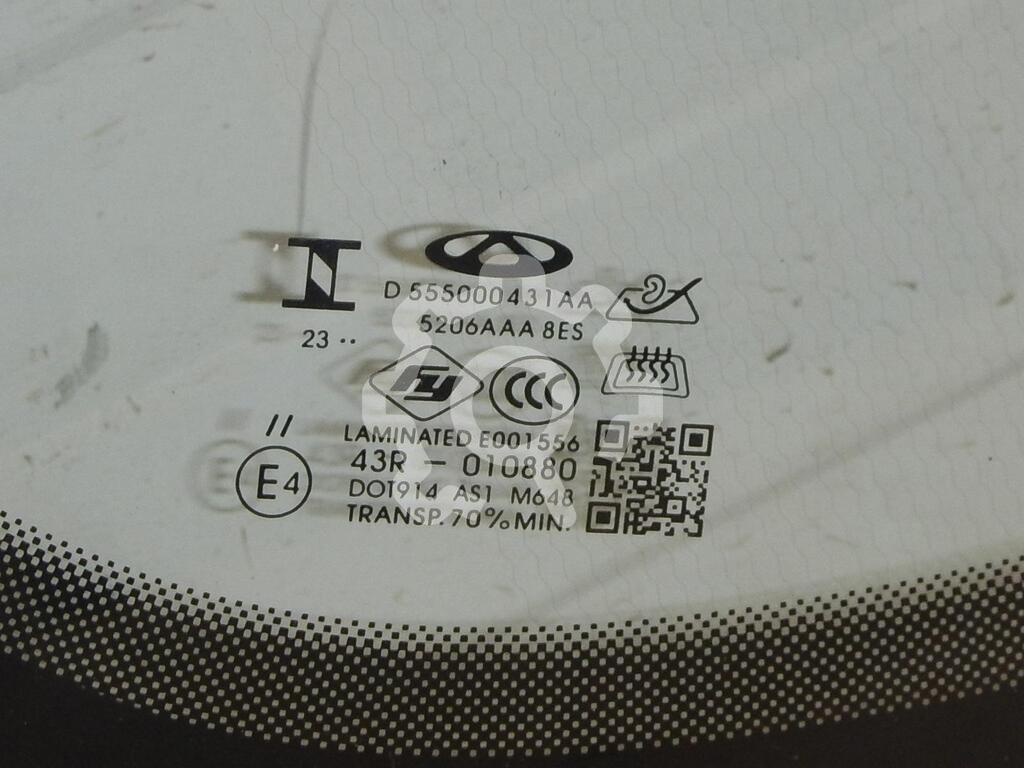 D 555000431AA
5206AAA 8ES
23 ··
FY
CCC
LAMINATED E001556
43R – 010880
DOT914 AS1 M648
TRANSP. 70% MIN.
//
E4